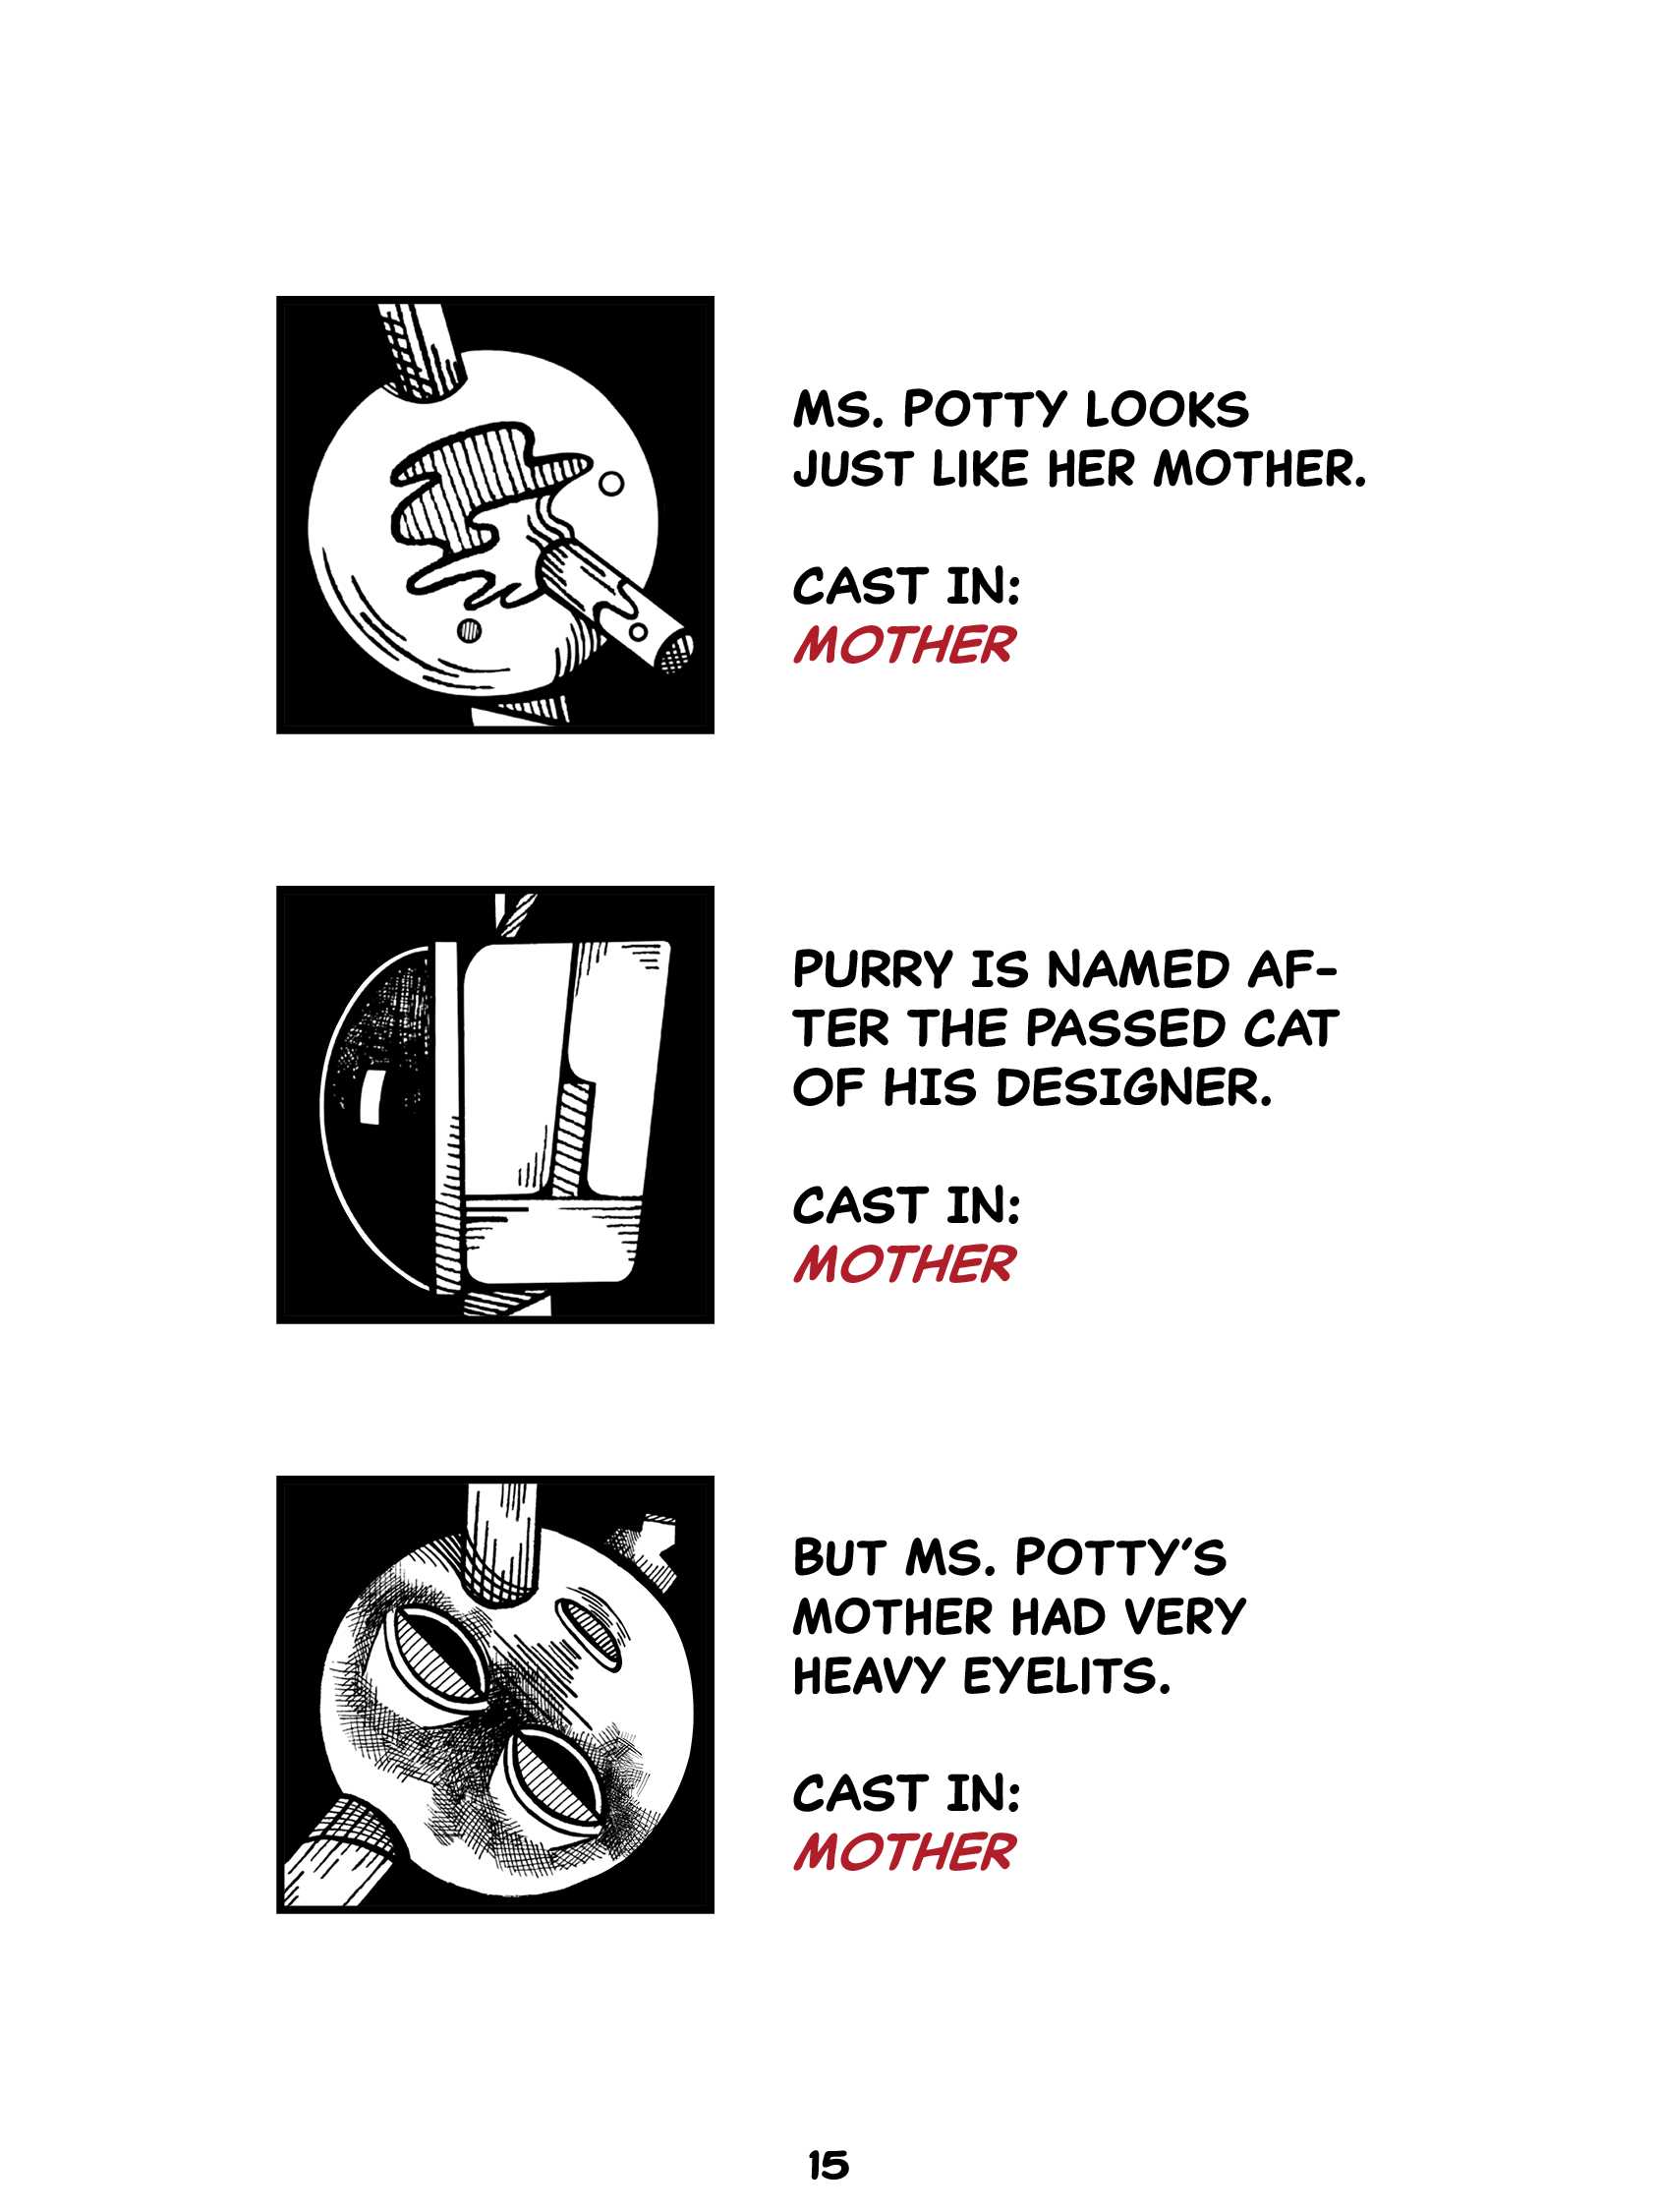 MS. POTTY LOOKS
JUST LIKE HER MOTHER.
CAST IN:
MOTHER
PURRY IS NAMED AF-
TER THE PASSED CAT
OF HIS DESIGNER.
CAST IN:
MOTHER
BUT MS. POTTY'S
MOTHER HAD VERY
HEAVY EYELITS.
CAST IN:
MOTHER
15